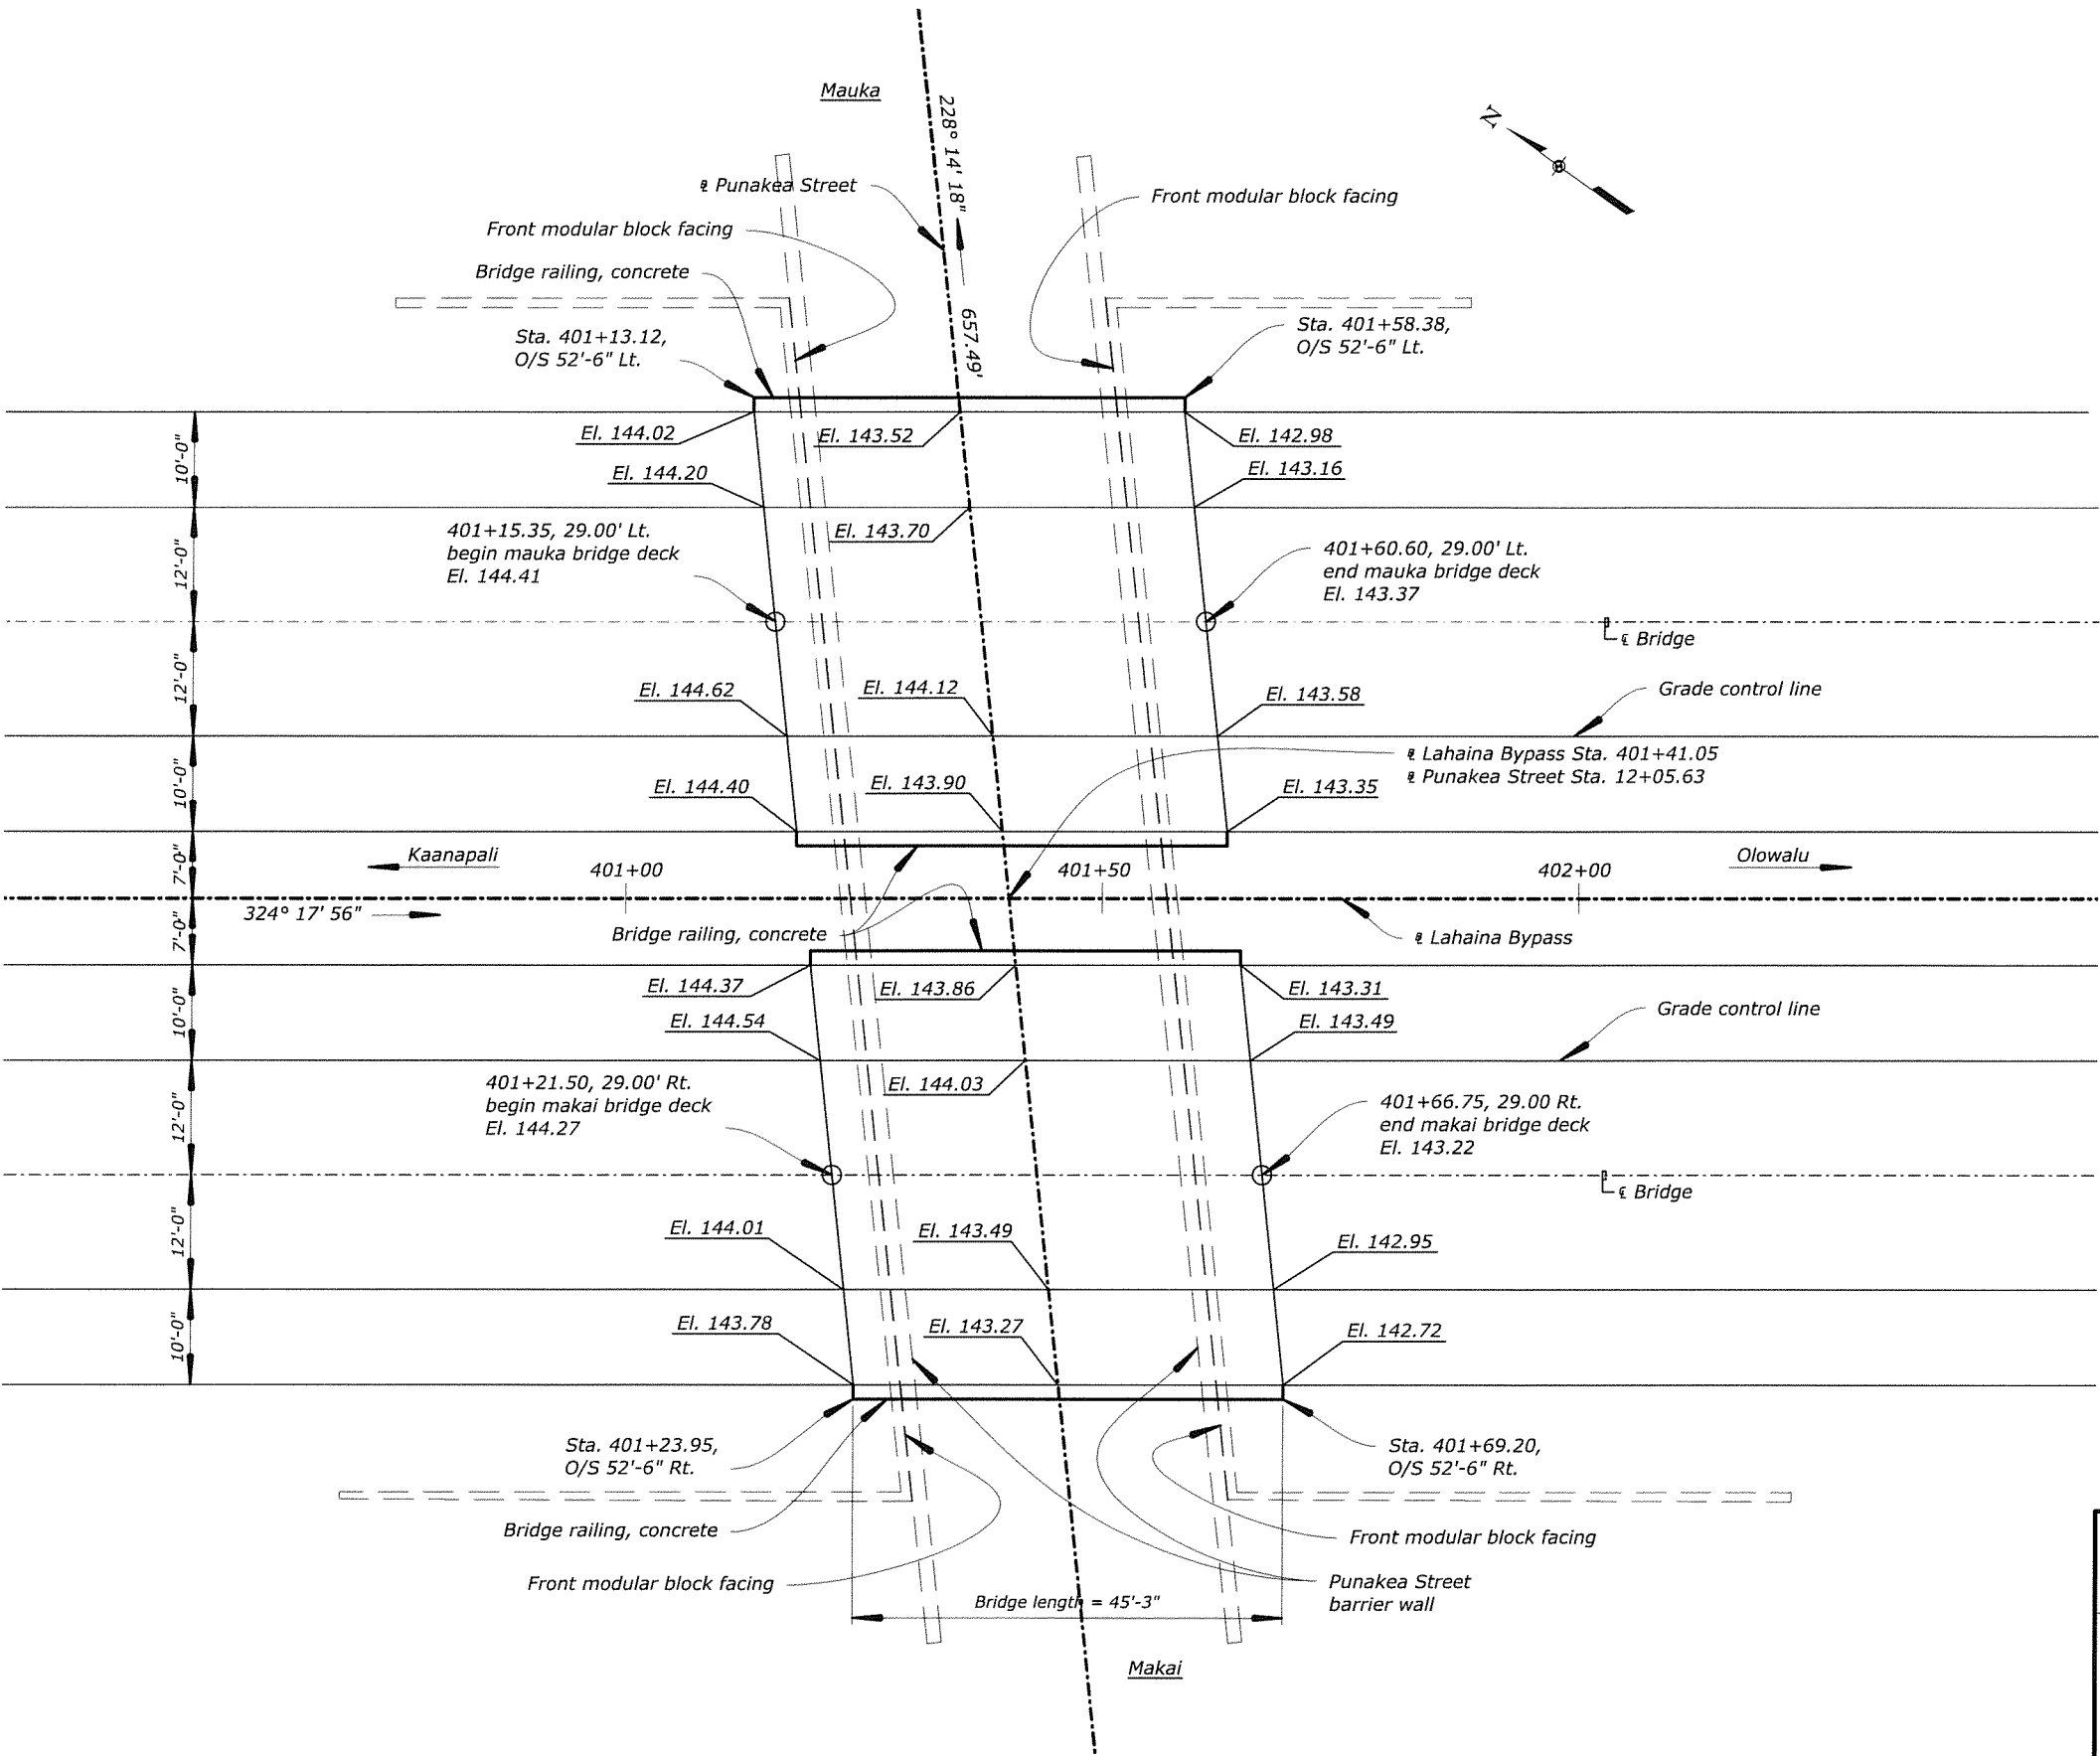 Mauka
N
228° 14' 18"
657.49'
Punakea Street
Front modular block facing
Front modular block facing
Bridge railing, concrete
Sta. 401+13.12,
O/S 52'-6" Lt.
Sta. 401+58.38,
O/S 52'-6" Lt.
10'-0"
El. 144.02
El. 143.52
El. 142.98
El. 144.20
El. 143.16
401+15.35, 29.00' Lt.
begin mauka bridge deck
El. 144.41
El. 143.70
12'-0"
401+60.60, 29.00' Lt.
end mauka bridge deck
El. 143.37
℄ Bridge
12'-0"
El. 144.62
El. 144.12
El. 143.58
Grade control line
Lahaina Bypass Sta. 401+41.05
Punakea Street Sta. 12+05.63
10'-0"
El. 144.40
El. 143.90
El. 143.35
7'-0"
Kaanapali
401+00
401+50
402+00
Olowalu
324° 17' 56"
7'-0"
Bridge railing, concrete
Lahaina Bypass
10'-0"
El. 144.37
El. 143.86
El. 143.31
El. 144.54
El. 143.49
Grade control line
401+21.50, 29.00' Rt.
begin makai bridge deck
El. 144.27
El. 144.03
12'-0"
401+66.75, 29.00 Rt.
end makai bridge deck
El. 143.22
℄ Bridge
12'-0"
El. 144.01
El. 143.49
El. 142.95
10'-0"
El. 143.78
El. 143.27
El. 142.72
Sta. 401+23.95,
O/S 52'-6" Rt.
Sta. 401+69.20,
O/S 52'-6" Rt.
Bridge railing, concrete
Front modular block facing
Front modular block facing
Punakea Street
barrier wall
Bridge length = 45'-3"
Makai